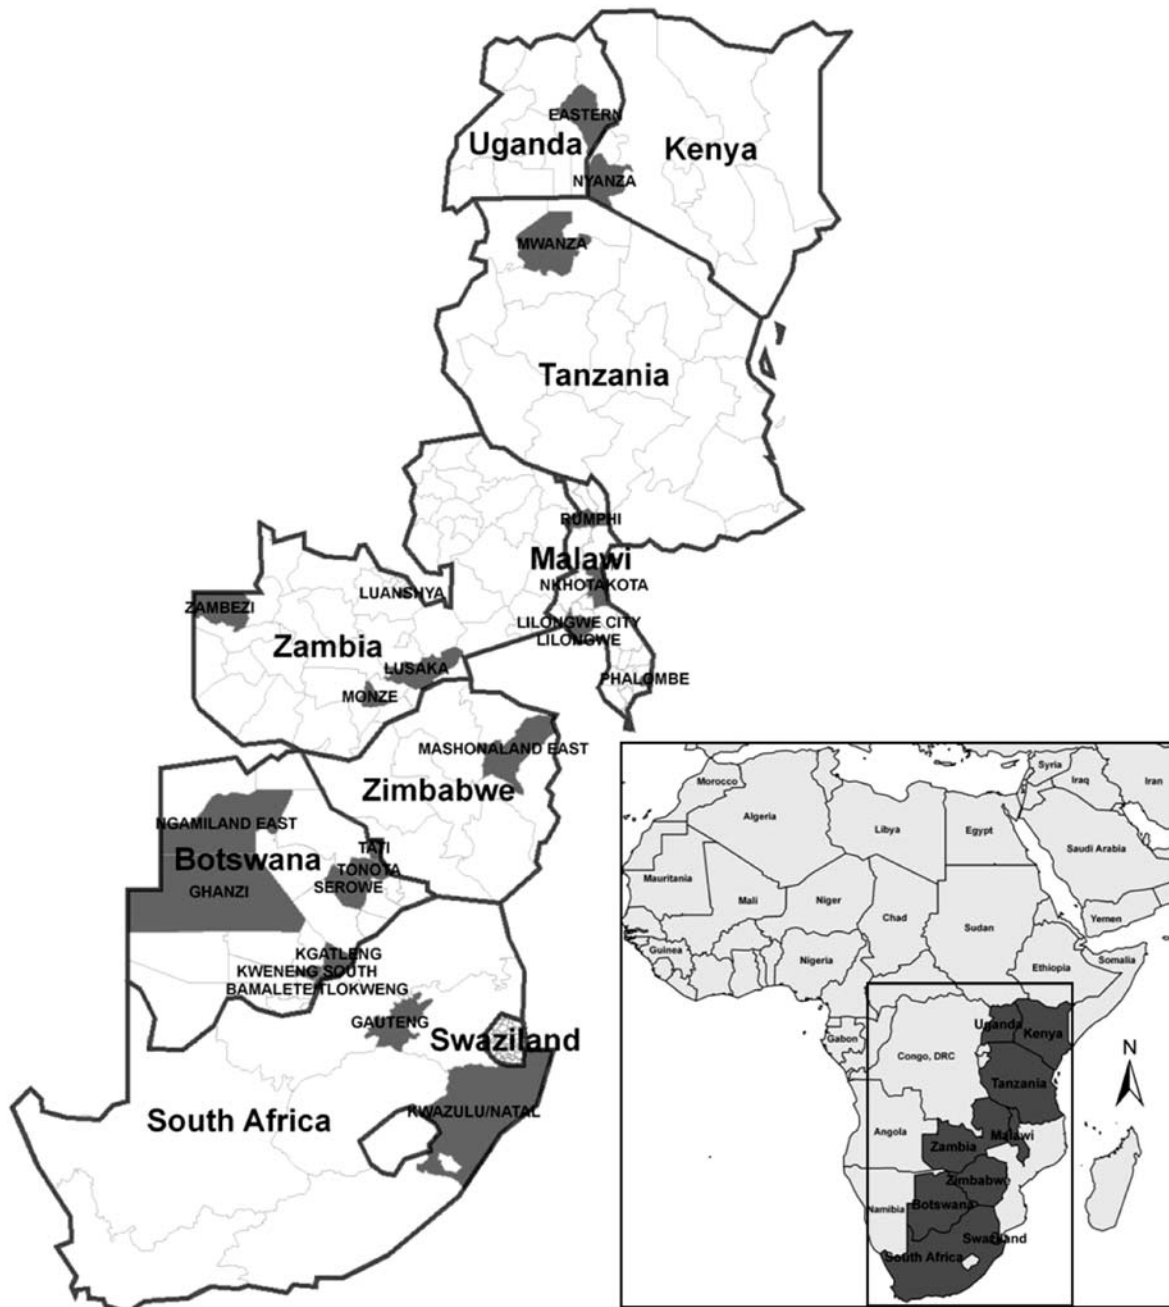 EASTERN
Uganda
Kenya
NYANZA
MWANZA
Tanzania
RUMPHI
Malawi
NKHOTAKOTA
LUANSHYA
ZAMBEZI
LILONGWE CITY
LILONGWE
Zambia
LUSAKA
PHALOMBE
MONZE
MASHONALAND EAST
Zimbabwe
NGAMILAND EAST
TATI
Botswana
TONOTA
SEROWE
GHANZI
KGATLENG
KWENENG SOUTH
BAMALETE TLOKWENG
GAUTENG
Swaziland
KWAZULU/NATAL
South Africa
Morocco
Syria
Iraq
Iran
Algeria
Libya
Egypt
Saudi Arabia
Mauritania
Mali
Niger
Chad
Sudan
Yemen
Guinea
Nigeria
Ethiopia
Somalia
Uganda
Kenya
Gabon
Congo, DRC
Tanzania
N
Angola
Malawi
Zambia
Zimbabwe
Botswana
Namibia
Swaziland
South Africa